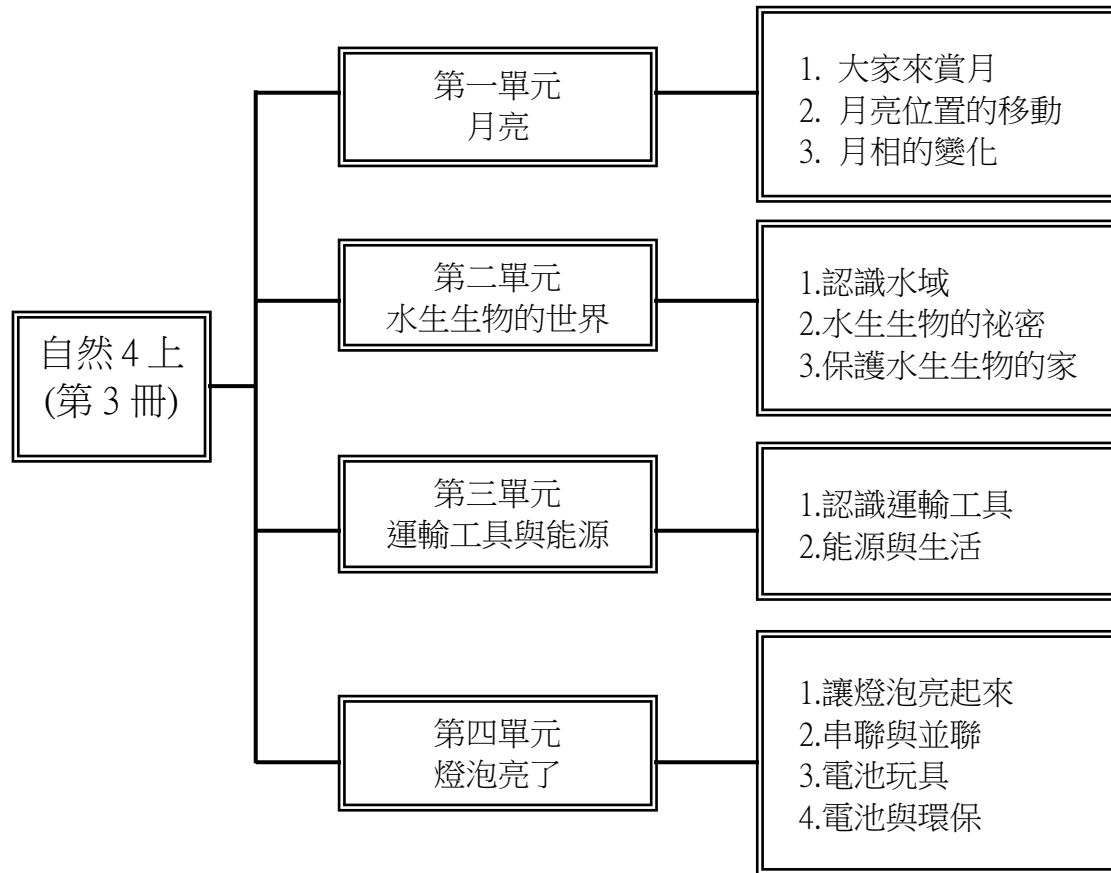 自然 4 上
(第 3 冊)
第一單元
月亮
1. 大家來賞月
2. 月亮位置的移動
3. 月相的變化
第二單元
水生生物的世界
1.認識水域
2.水生生物的祕密
3.保護水生生物的家
第三單元
運輸工具與能源
1.認識運輸工具
2.能源與生活
第四單元
燈泡亮了
1.讓燈泡亮起來
2.串聯與並聯
3.電池玩具
4.電池與環保